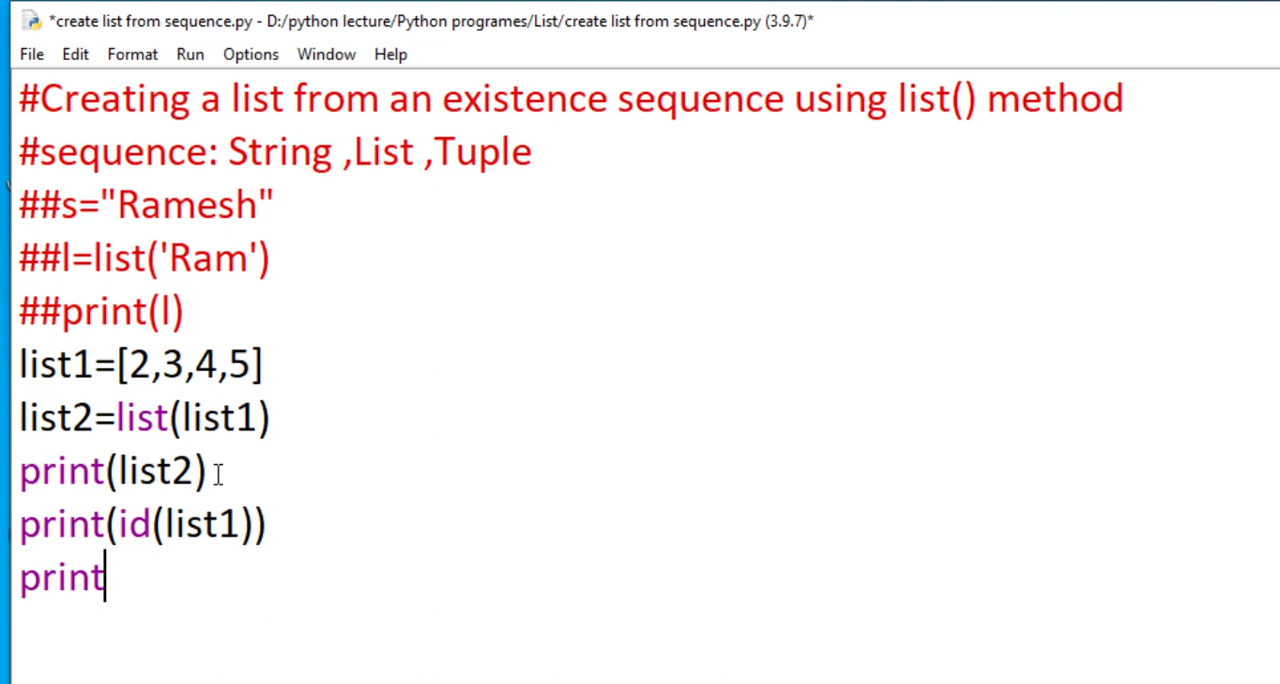 *create list from sequence.py - D:/python lecture/Python programes/List/create list from sequence.py (3.9.7)*
File Edit Format Run Options Window Help
#Creating a list from an existence sequence using list() method
#sequence: String ,List ,Tuple
##s="Ramesh"
##l=list('Ram')
##print(l)
list1=[2,3,4,5]
list2=list(list1)
print(list2)
print(id(list1))
print